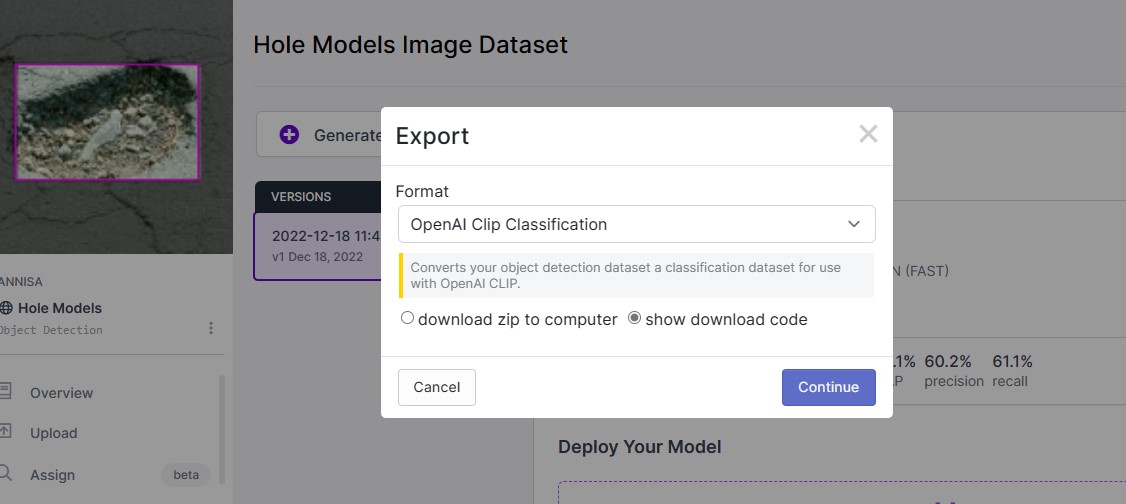 Hole Models Image Dataset
Generate
Export
Format
OpenAI Clip Classification
Converts your object detection dataset a classification dataset for use
with OpenAI CLIP.
download zip to computer show download code
Cancel Continue
VERSIONS
2022-12-18 11:4
v1 Dec 18, 2022
N (FAST)
.1% 60.2% 61.1%
precision recall
Deploy Your Model
ANNISA
Hole Models
Object Detection
Overview
Upload
Assign beta